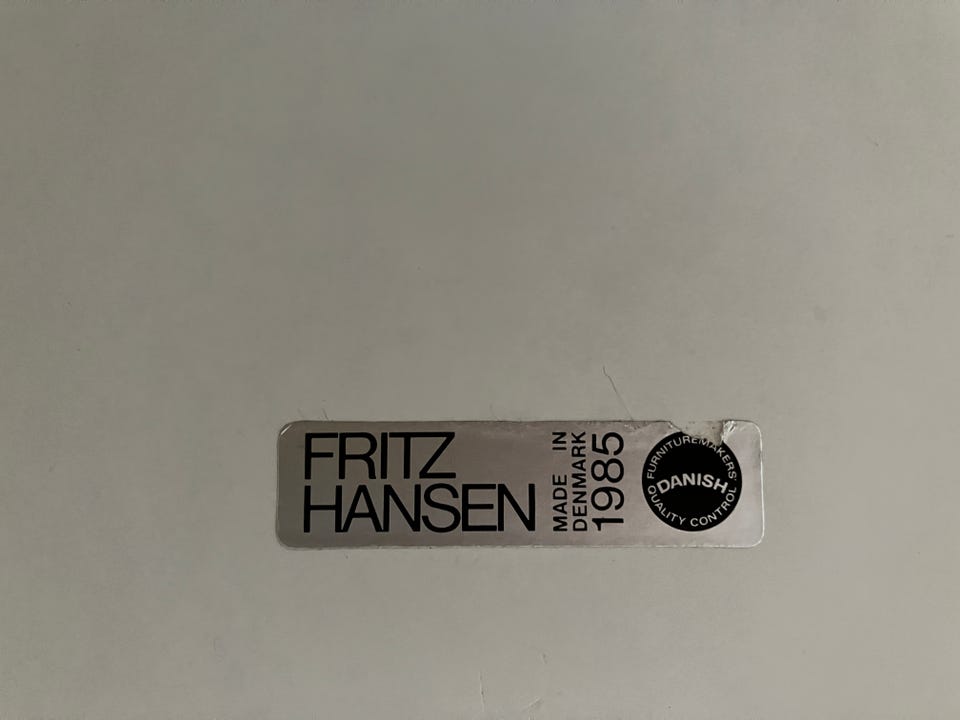 FRITZ
HANSEN
MADE IN
DENMARK
1985
FURNITUREMAKERS'
DANISH
QUALITY CONTROL